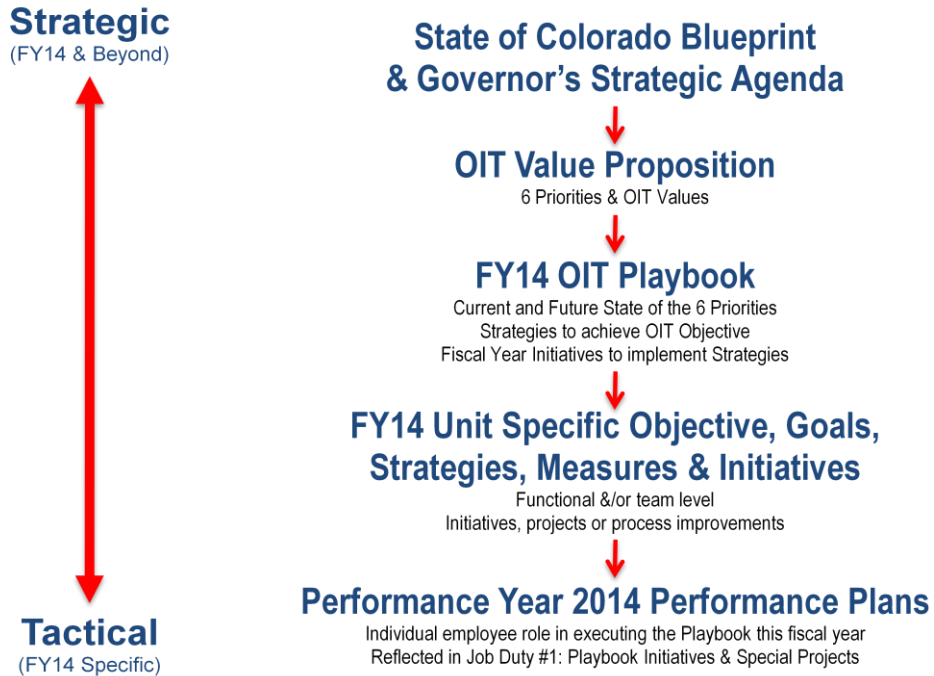 Strategic
(FY14 & Beyond)
State of Colorado Blueprint
& Governor's Strategic Agenda
OIT Value Proposition
6 Priorities & OIT Values
FY14 OIT Playbook
Current and Future State of the 6 Priorities
Strategies to achieve OIT Objective
Fiscal Year Initiatives to implement Strategies
FY14 Unit Specific Objective, Goals,
Strategies, Measures & Initiatives
Functional &/or team level
Initiatives, projects or process improvements
Performance Year 2014 Performance Plans
Individual employee role in executing the Playbook this fiscal year
Reflected in Job Duty #1: Playbook Initiatives & Special Projects
Tactical
(FY14 Specific)